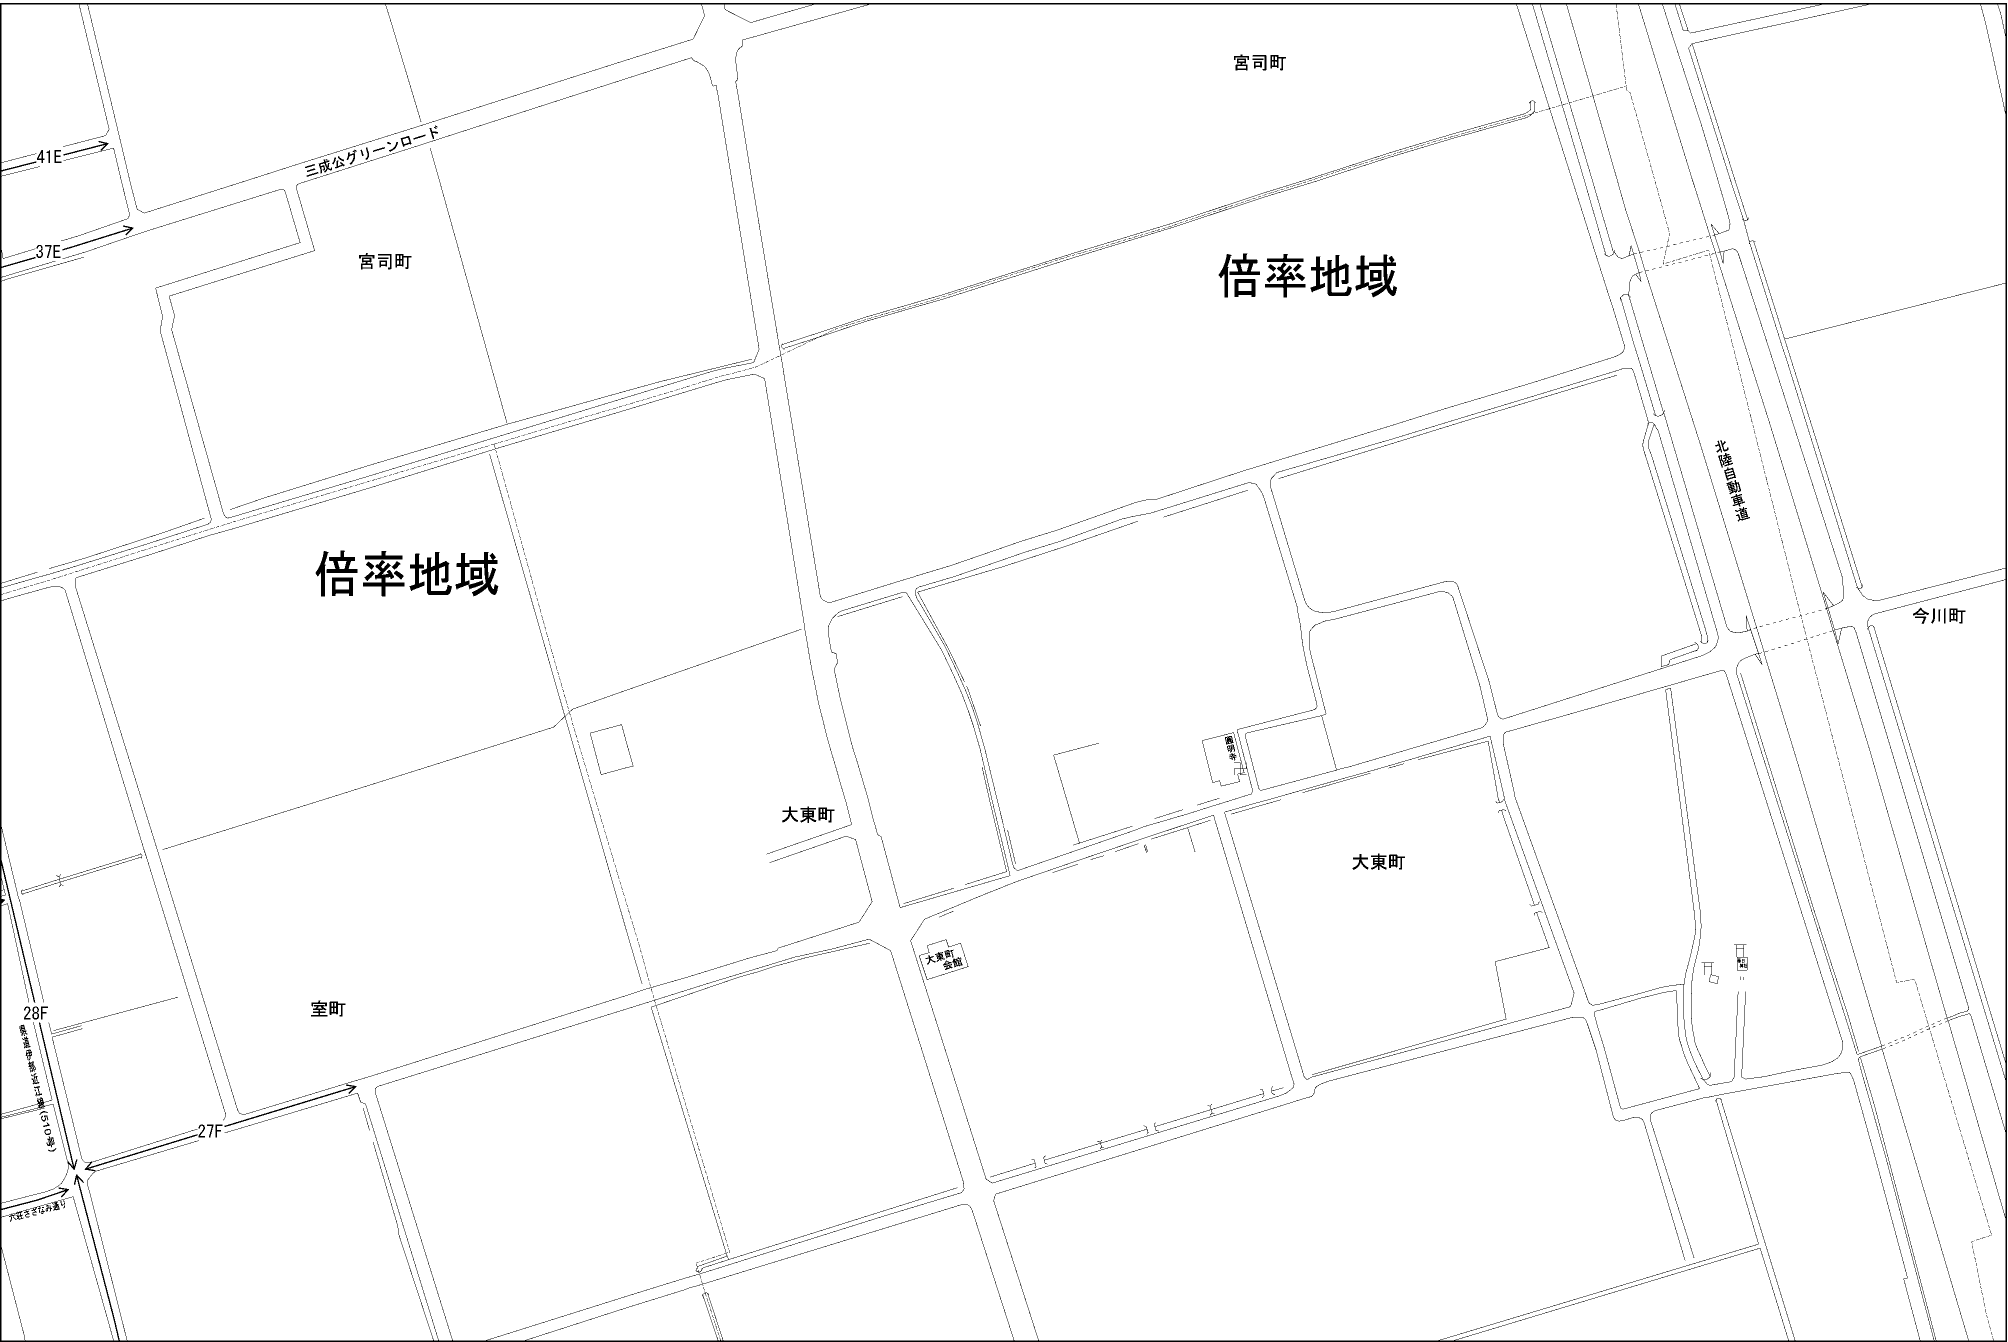 宮司町
41E
三成公グリーンロード
37E
宮司町
倍率地域
北陸自動車道
倍率地域
今川町
圓明寺
大東町
大東町
大東町
会館
室町
28F
27F
六荘さざなみ通り